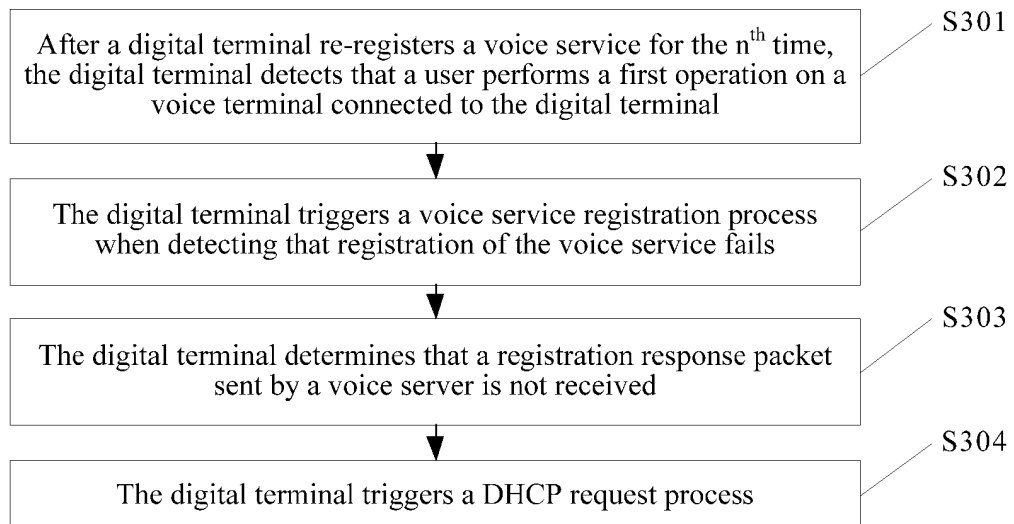 After a digital terminal re-registers a voice service for the nth time,
the digital terminal detects that a user performs a first operation on a
voice terminal connected to the digital terminal
S301
The digital terminal triggers a voice service registration process
when detecting that registration of the voice service fails
S302
The digital terminal determines that a registration response packet
sent by a voice server is not received
S303
The digital terminal triggers a DHCP request process
S304